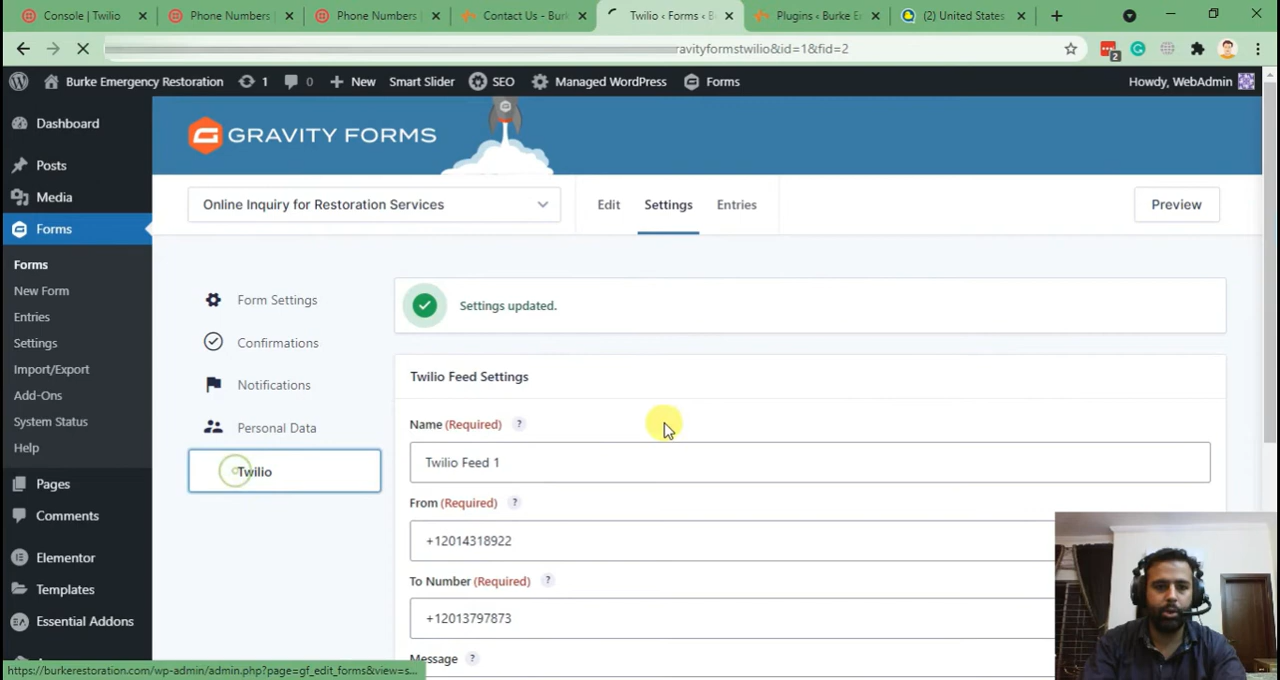 Console | Twilio
Phone Numbers
Phone Numbers
Contact Us - Burk
Twilio ‹ Forms ‹ B
Plugins ‹ Burke E
(2) United States
ravityformstwilio&id=1&fid=2
2
Burke Emergency Restoration
1
0
New
Smart Slider
SEO
Managed WordPress
Forms
Howdy, WebAdmin
Dashboard
Posts
Media
Forms
Forms
New Form
Entries
Settings
Import/Export
Add-Ons
System Status
Help
Pages
Comments
Elementor
Templates
Essential Addons
GRAVITY FORMS
Online Inquiry for Restoration Services
Edit
Settings
Entries
Preview
Form Settings
Confirmations
Notifications
Personal Data
Twilio
Settings updated.
Twilio Feed Settings
Name (Required) ?
Twilio Feed 1
From (Required) ?
+12014318922
To Number (Required) ?
+12013797873
Message ?
https://burkerestoration.com/wp-admin/admin.php?page=gf_edit_forms&view=s...